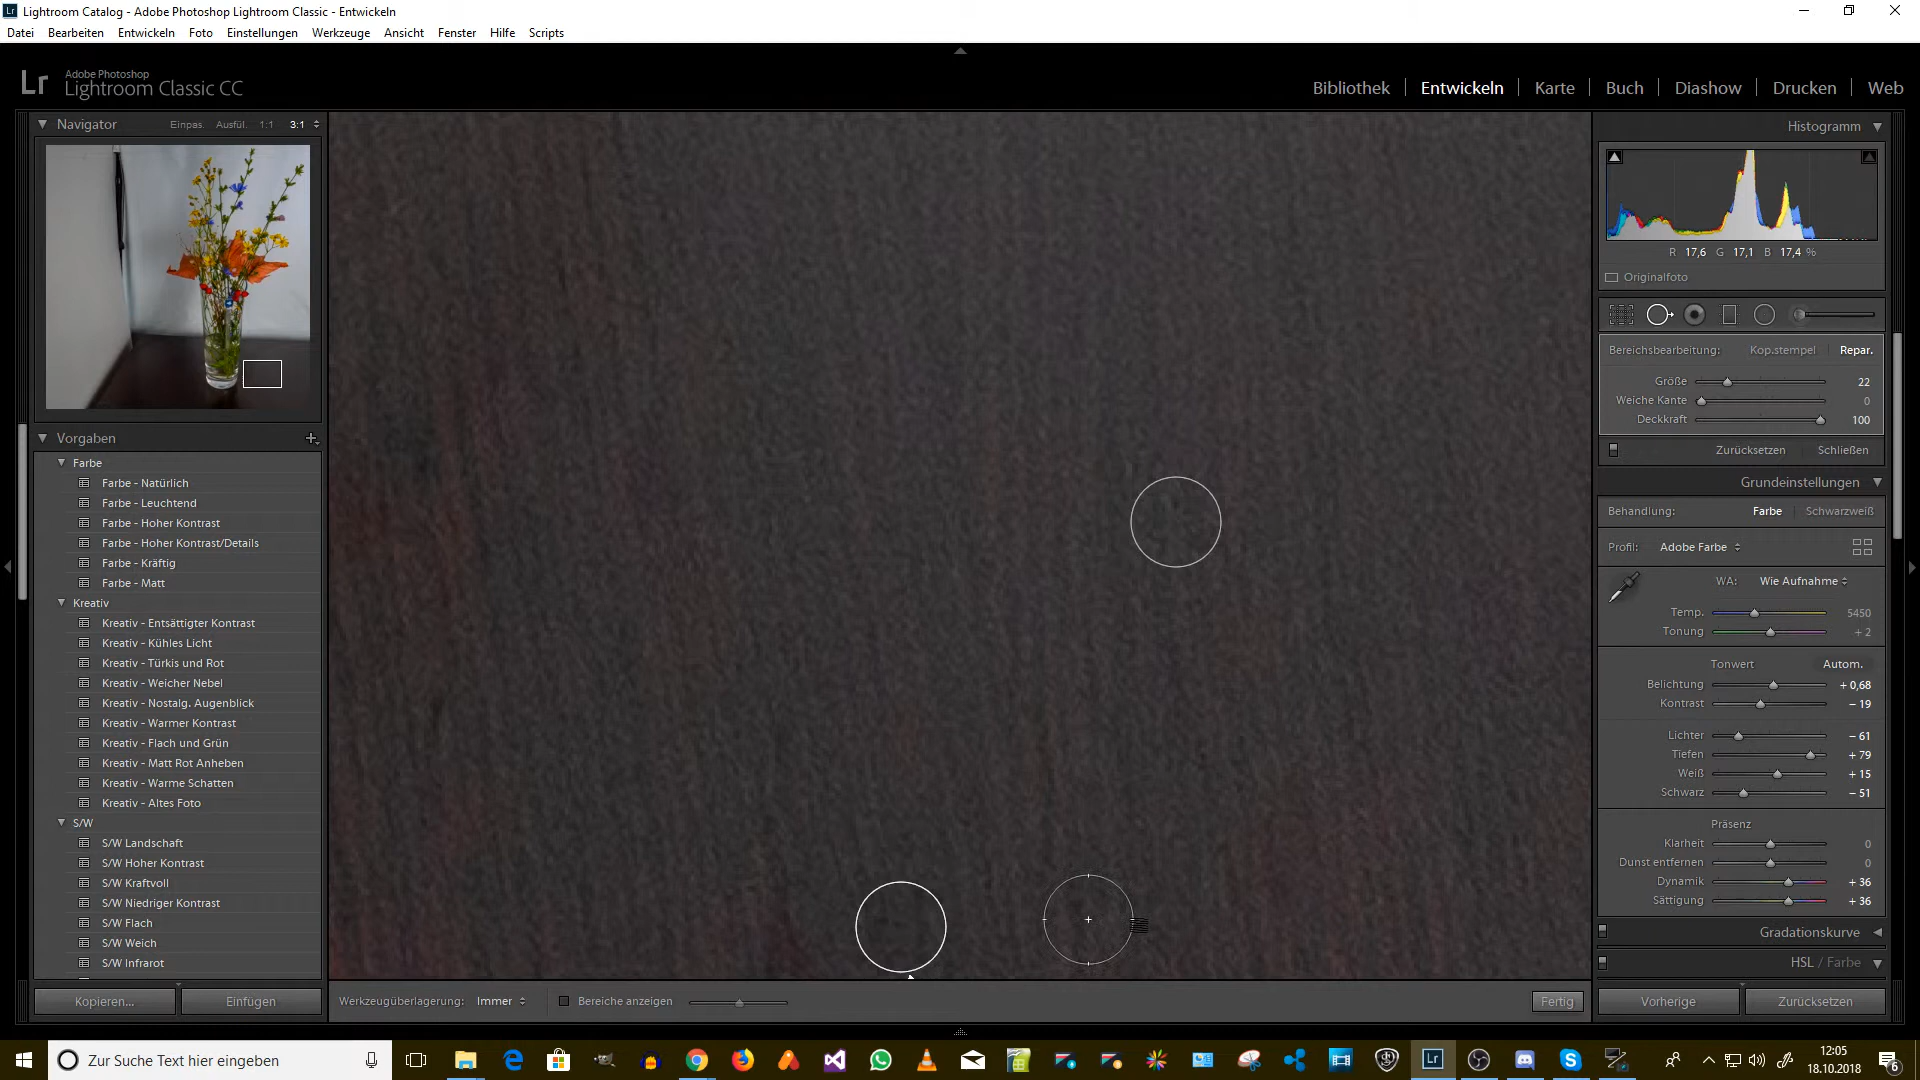 Lightroom Catalog - Adobe Photoshop Lightroom Classic - Entwickeln
Datei Bearbeiten Entwickeln Foto Einstellungen Werkzeuge Ansicht Fenster Hilfe Scripts
Lr Adobe Photoshop
Lightroom Classic CC
Bibliothek Entwickeln Karte Buch Diashow Drucken Web
Navigator Einpas. Ausfül. 1:1 3:1
Vorgaben
Farbe
Farbe - Natürlich
Farbe - Leuchtend
Farbe - Hoher Kontrast
Farbe - Hoher Kontrast/Details
Farbe - Kräftig
Farbe - Matt
Kreativ
Kreativ - Entsättigter Kontrast
Kreativ - Kühles Licht
Kreativ - Türkis und Rot
Kreativ - Weicher Nebel
Kreativ - Nostalg. Augenblick
Kreativ - Warmer Kontrast
Kreativ - Flach und Grün
Kreativ - Matt Rot Anheben
Kreativ - Warme Schatten
Kreativ - Altes Foto
S/W
S/W Landschaft
S/W Hoher Kontrast
S/W Kraftvoll
S/W Niedriger Kontrast
S/W Flach
S/W Weich
S/W Infrarot
Kopieren... Einfügen
Werkzeugüberlagerung: Immer Bereiche anzeigen Fertig
Histogramm
R 17,6 G 17,1 B 17,4 %
Originalfoto
Bereichsbearbeitung: Kop.stempel Repar.
Größe 22
Weiche Kante 0
Deckkraft 100
Zurücksetzen Schließen
Grundeinstellungen
Behandlung: Farbe Schwarzweiß
Profil: Adobe Farbe
WA: Wie Aufnahme
Temp. 5450
Tonung + 2
Tonwert Autom.
Belichtung + 0,68
Kontrast - 19
Lichter - 61
Tiefen + 79
Weiß + 15
Schwarz - 51
Präsenz
Klarheit 0
Dunst entfernen 0
Dynamik + 36
Sättigung + 36
Gradationskurve
HSL / Farbe
Vorherige Zurücksetzen
Zur Suche Text hier eingeben
Lr
12:05
18.10.2018
6